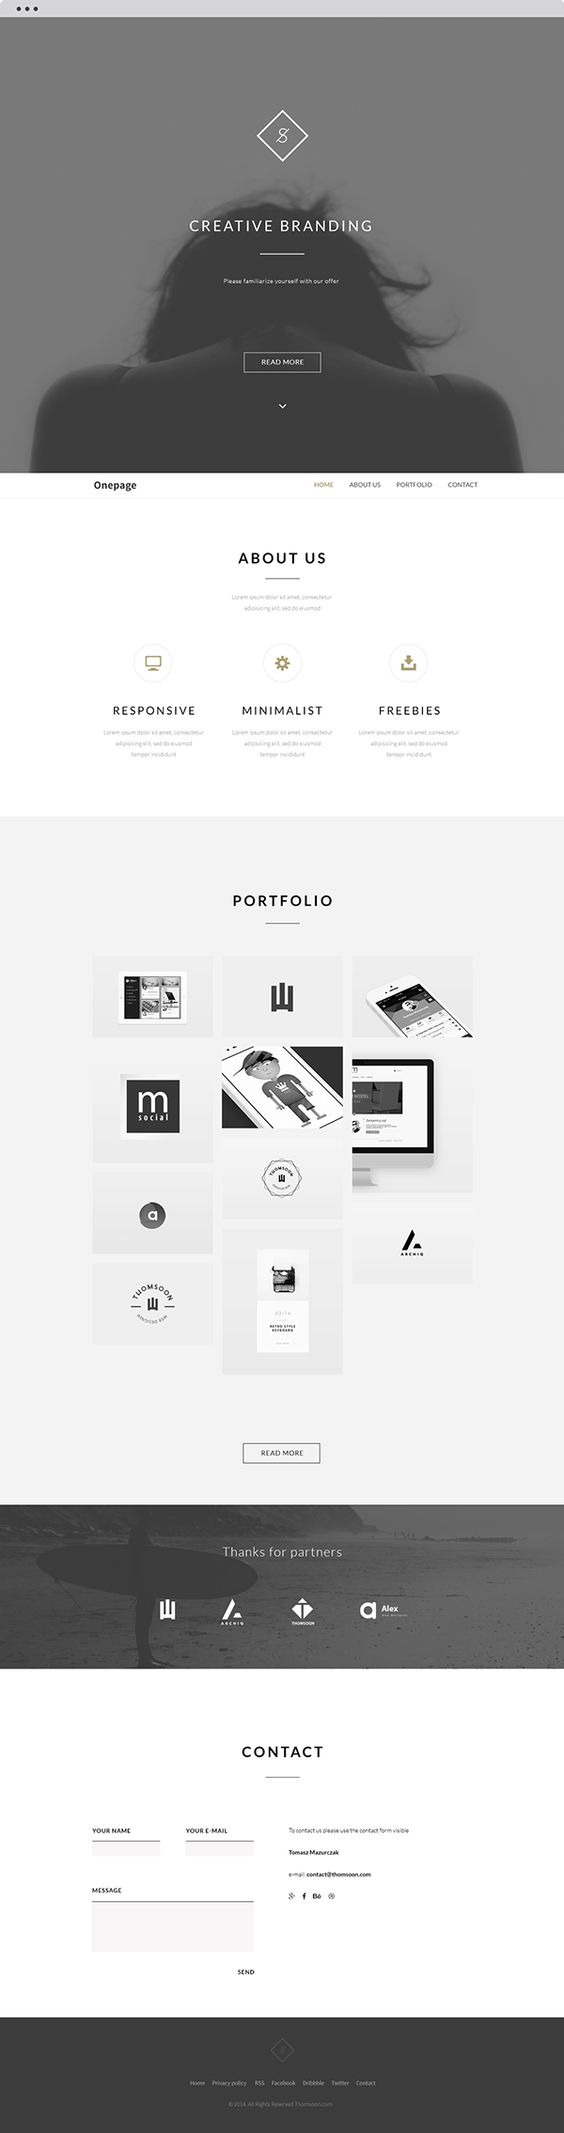 S
CREATIVE BRANDING
Please familiarize yourself with our offer
READ MORE
Onepage
HOME ABOUT US PORTFOLIO CONTACT
ABOUT US
Lorem ipsum dolor sit amet, consectetur
adipisicing elit, sed do eiusmod
RESPONSIVE
Lorem ipsum dolor sit amet, consectetur
adipisicing elit, sed do eiusmod
tempor incididunt
MINIMALIST
Lorem ipsum dolor sit amet, consectetur
adipisicing elit, sed do eiusmod
tempor incididunt
FREEBIES
Lorem ipsum dolor sit amet, consectetur
adipisicing elit, sed do eiusmod
tempor incididunt
PORTFOLIO
m
social
THOMSOON
a
ARCHIQ
THOMSOON
WEB DESIGNER
RETRO STYLE
KEYBOARD
READ MORE
Thanks for partners
ARCHIQ
THOMSOON
a Alex
web designer
CONTACT
YOUR NAME
YOUR E-MAIL
MESSAGE
SEND
To contact us please use the contact form visible
Tomasz Mazurczak
e-mail: contact@thomsoon.com
Home Privacy policy RSS Facebook Dribbble Twitter Contact
© 2014. All Rights Reserved Thomsoon.com